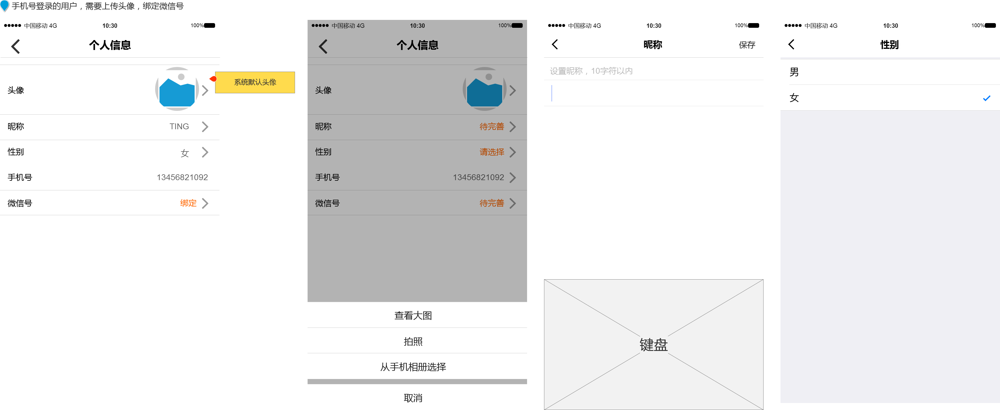 手机号登录的用户，需要上传头像，绑定微信号
中国移动 4G 10:30 100%
个人信息
头像
系统默认头像
昵称 TING
性别 女
手机号 13456821092
微信号 绑定
中国移动 4G 10:30 100%
个人信息
头像
昵称 待完善
性别 请选择
手机号 13456821092
微信号 待完善
查看大图
拍照
从手机相册选择
取消
中国移动 4G 10:30 100%
昵称 保存
设置昵称，10字符以内
键盘
中国移动 4G 10:30 100%
性别
男
女